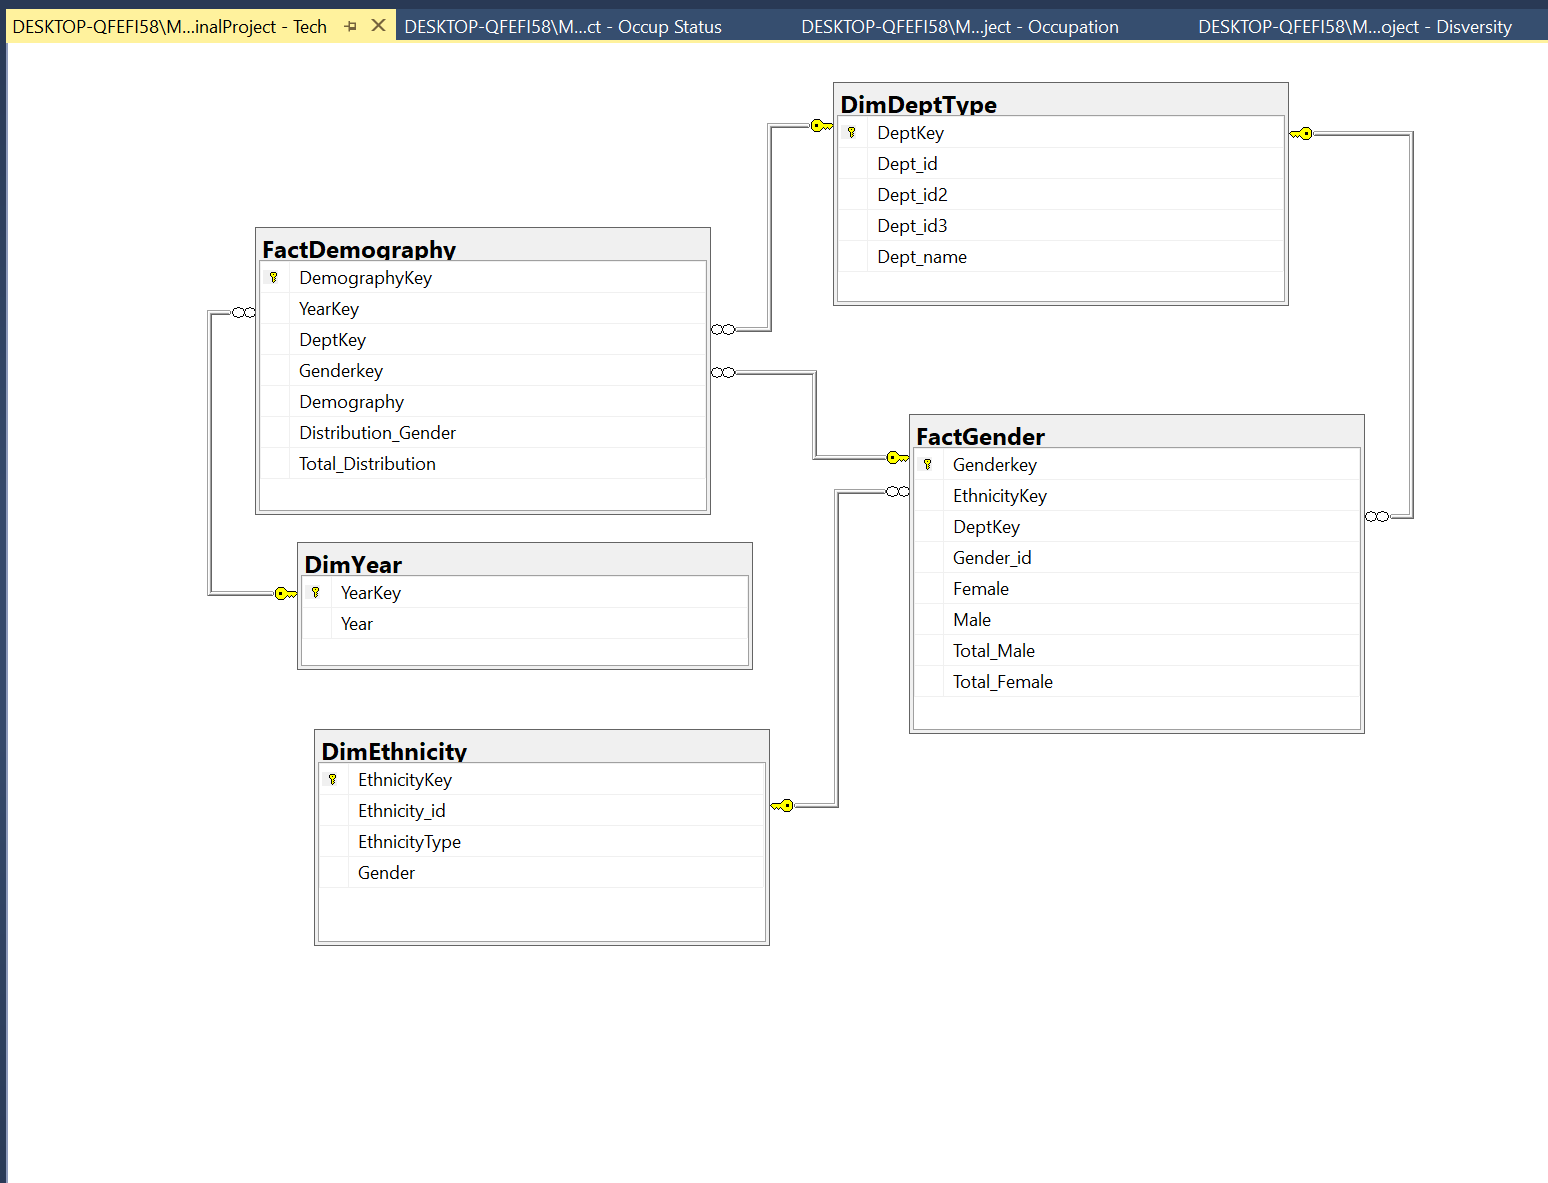 DESKTOP-QFEFI58\M...inalProject - Tech
DESKTOP-QFEFI58\M...ct - Occup Status
DESKTOP-QFEFI58\M...ject - Occupation
DESKTOP-QFEFI58\M...oject - Disversity
DimDeptType
DeptKey
Dept_id
Dept_id2
Dept_id3
Dept_name
FactDemography
DemographyKey
YearKey
DeptKey
Genderkey
Demography
Distribution_Gender
Total_Distribution
FactGender
Genderkey
EthnicityKey
DeptKey
Gender_id
Female
Male
Total_Male
Total_Female
DimYear
YearKey
Year
DimEthnicity
EthnicityKey
Ethnicity_id
EthnicityType
Gender